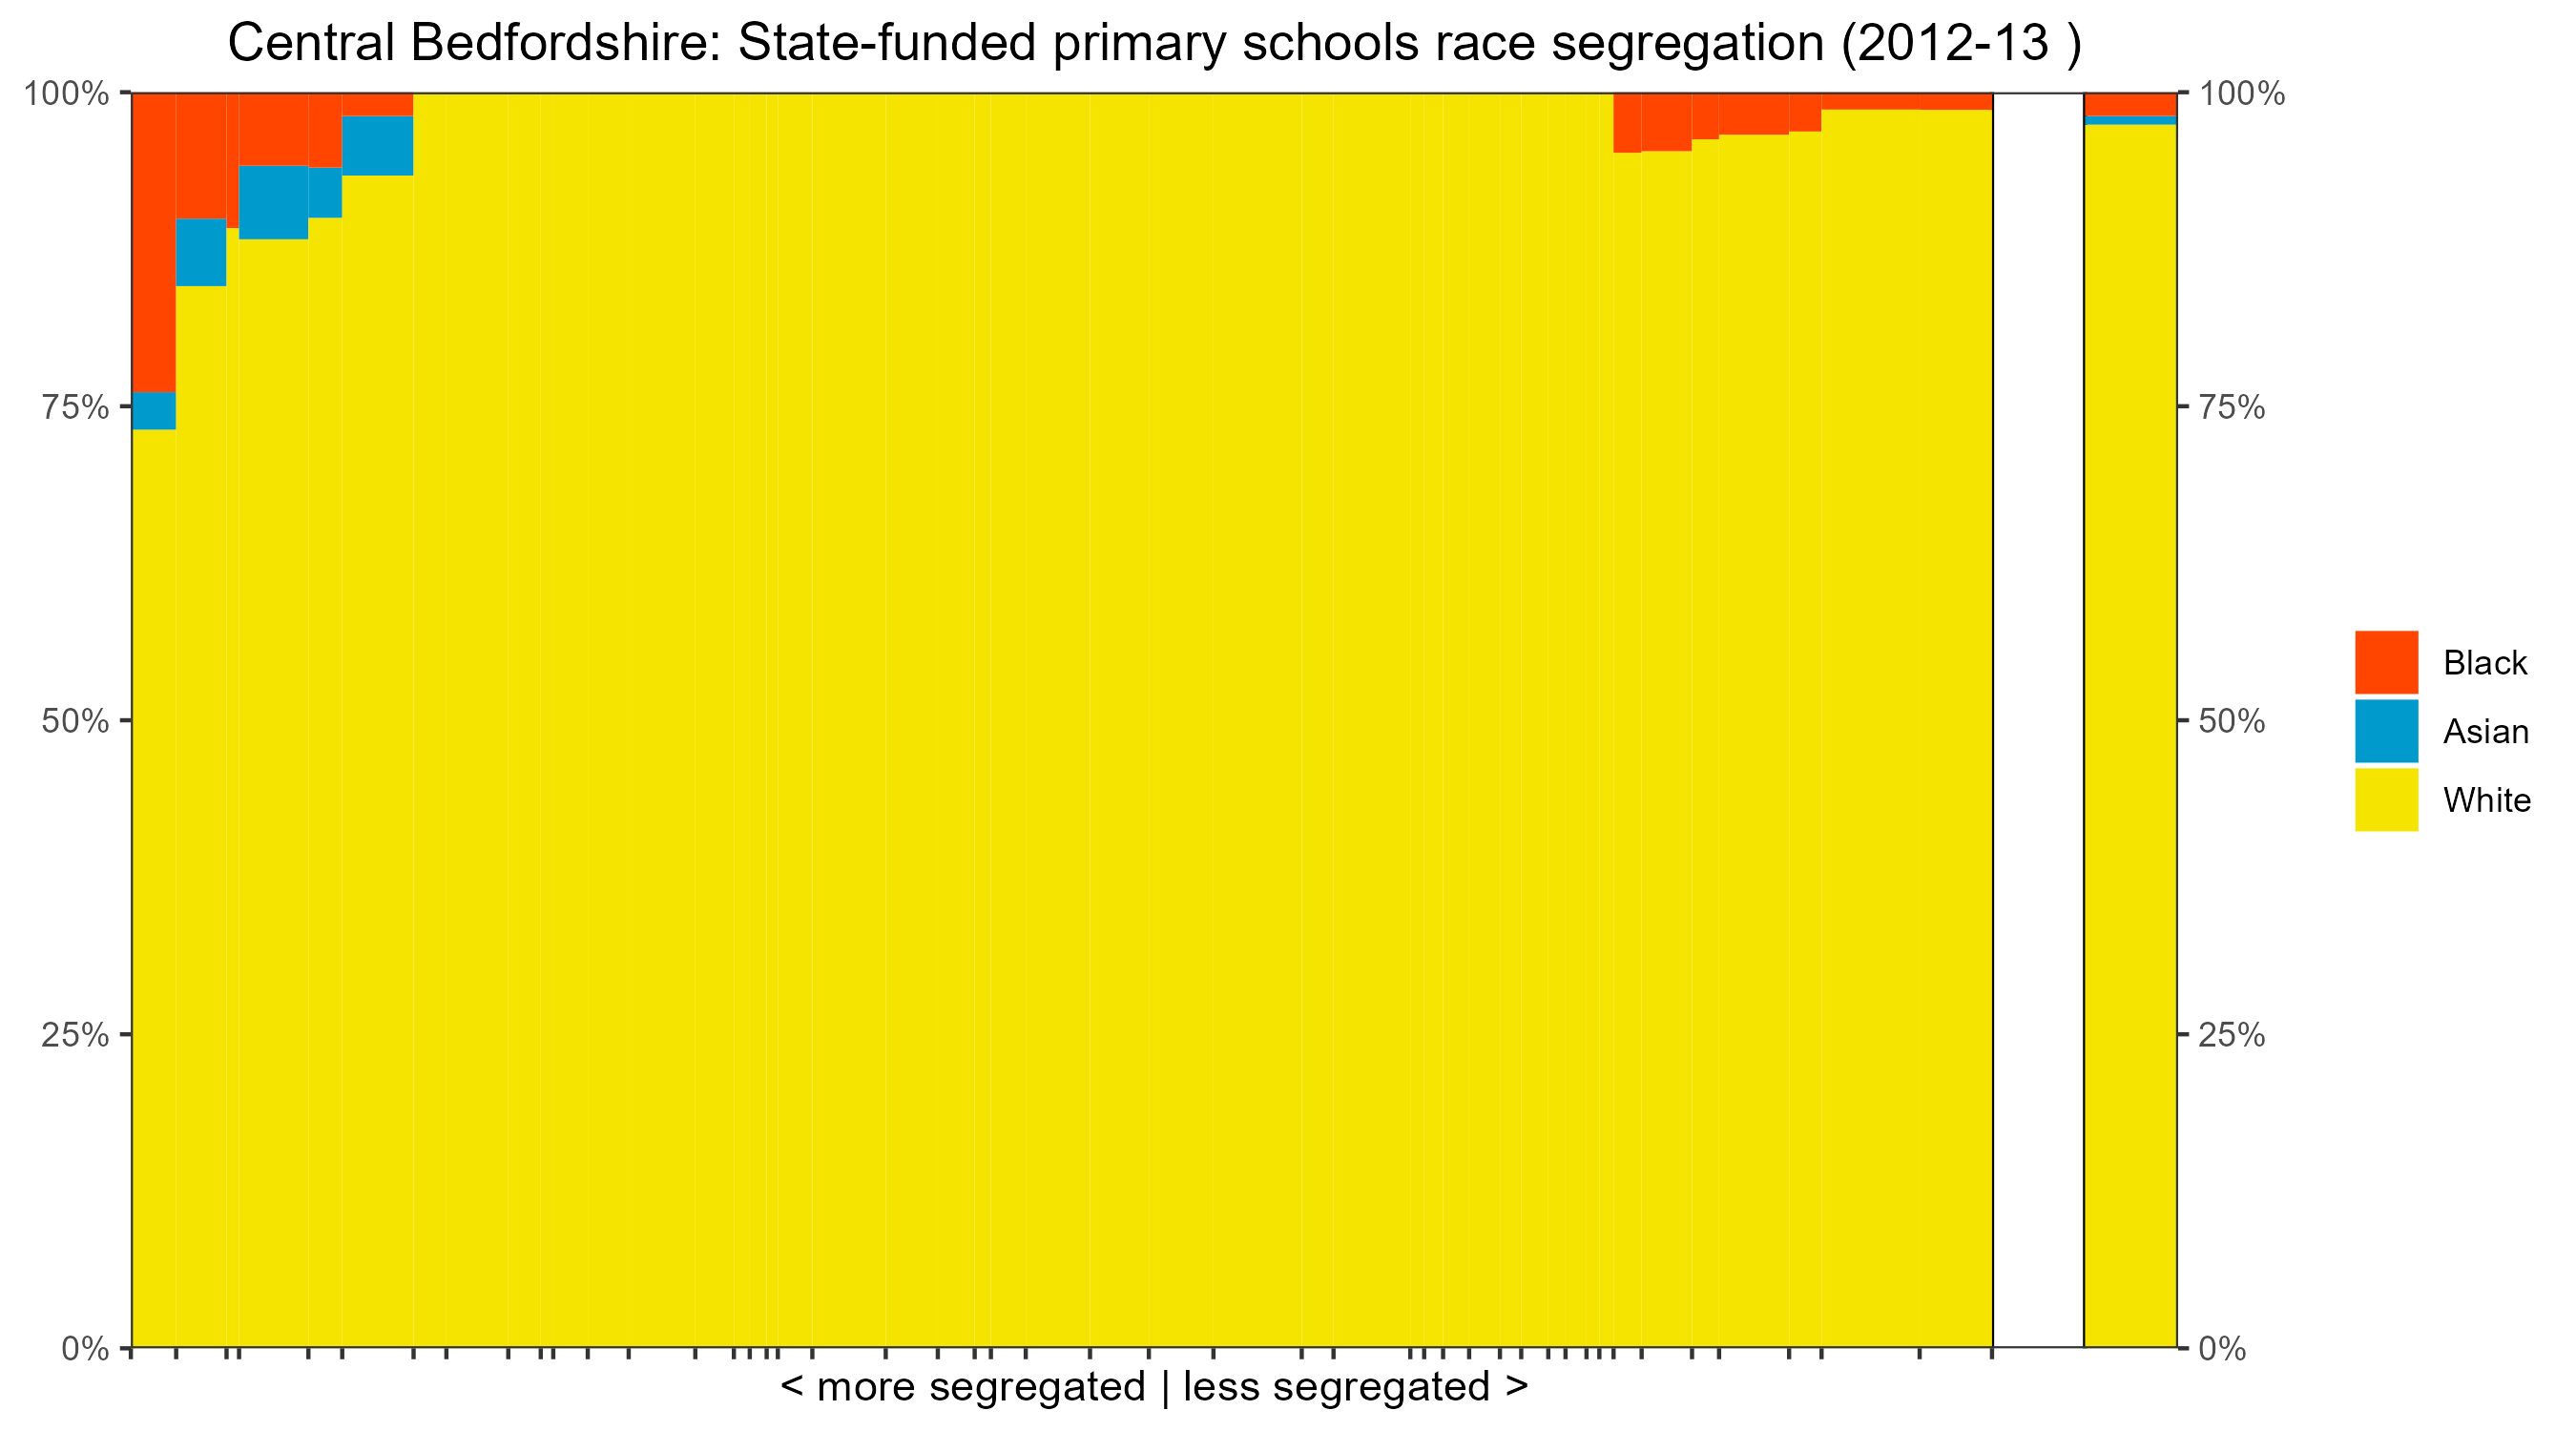 Central Bedfordshire: State-funded primary schools race segregation (2012-13 )
100%
75%
50%
25%
0%
100%
75%
50%
25%
0%
Black
Asian
White
< more segregated | less segregated >